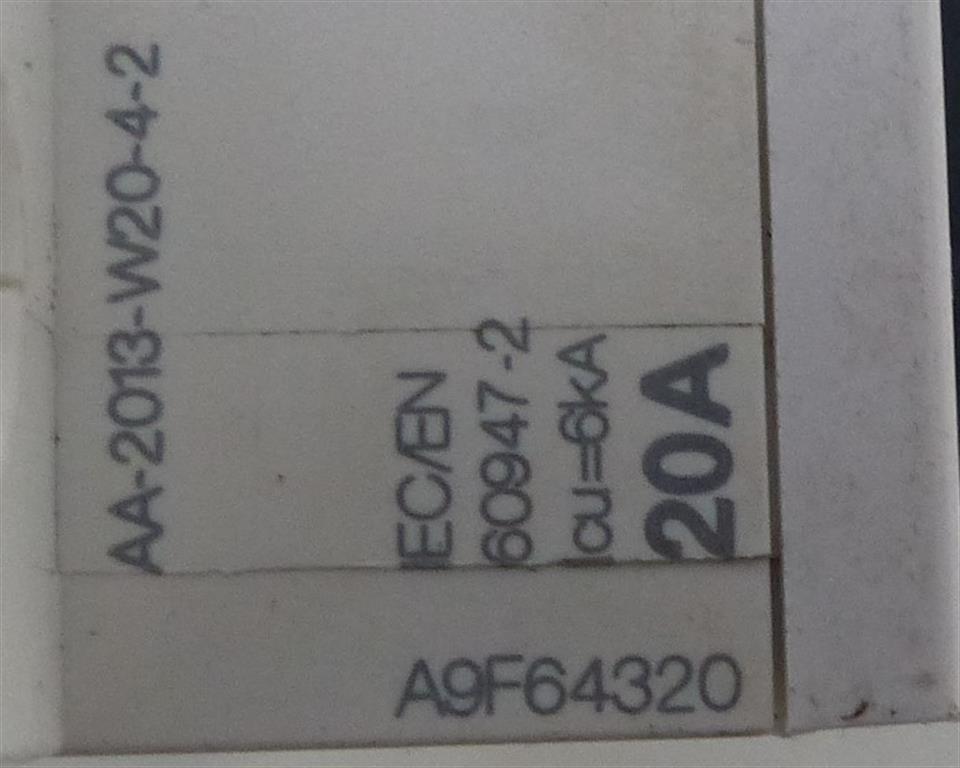 AA-2013-W20-4-2
IEC/EN
60947-2
Icu=6kA
20A
A9F64320